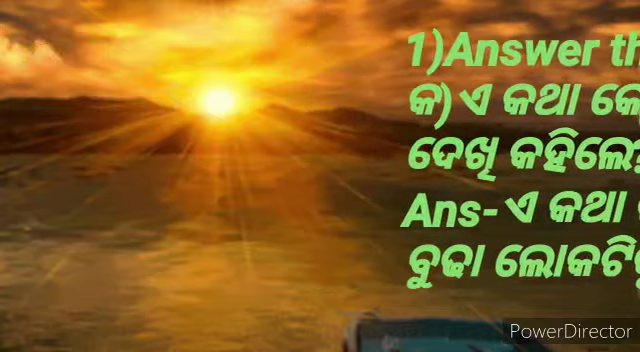 1)Answer th
କ)ଏ କଥା
ଦେଖି କହିଲେ
Ans-ଏ କଥା
ବୁଢା ଲୋକଟି
PowerDirector